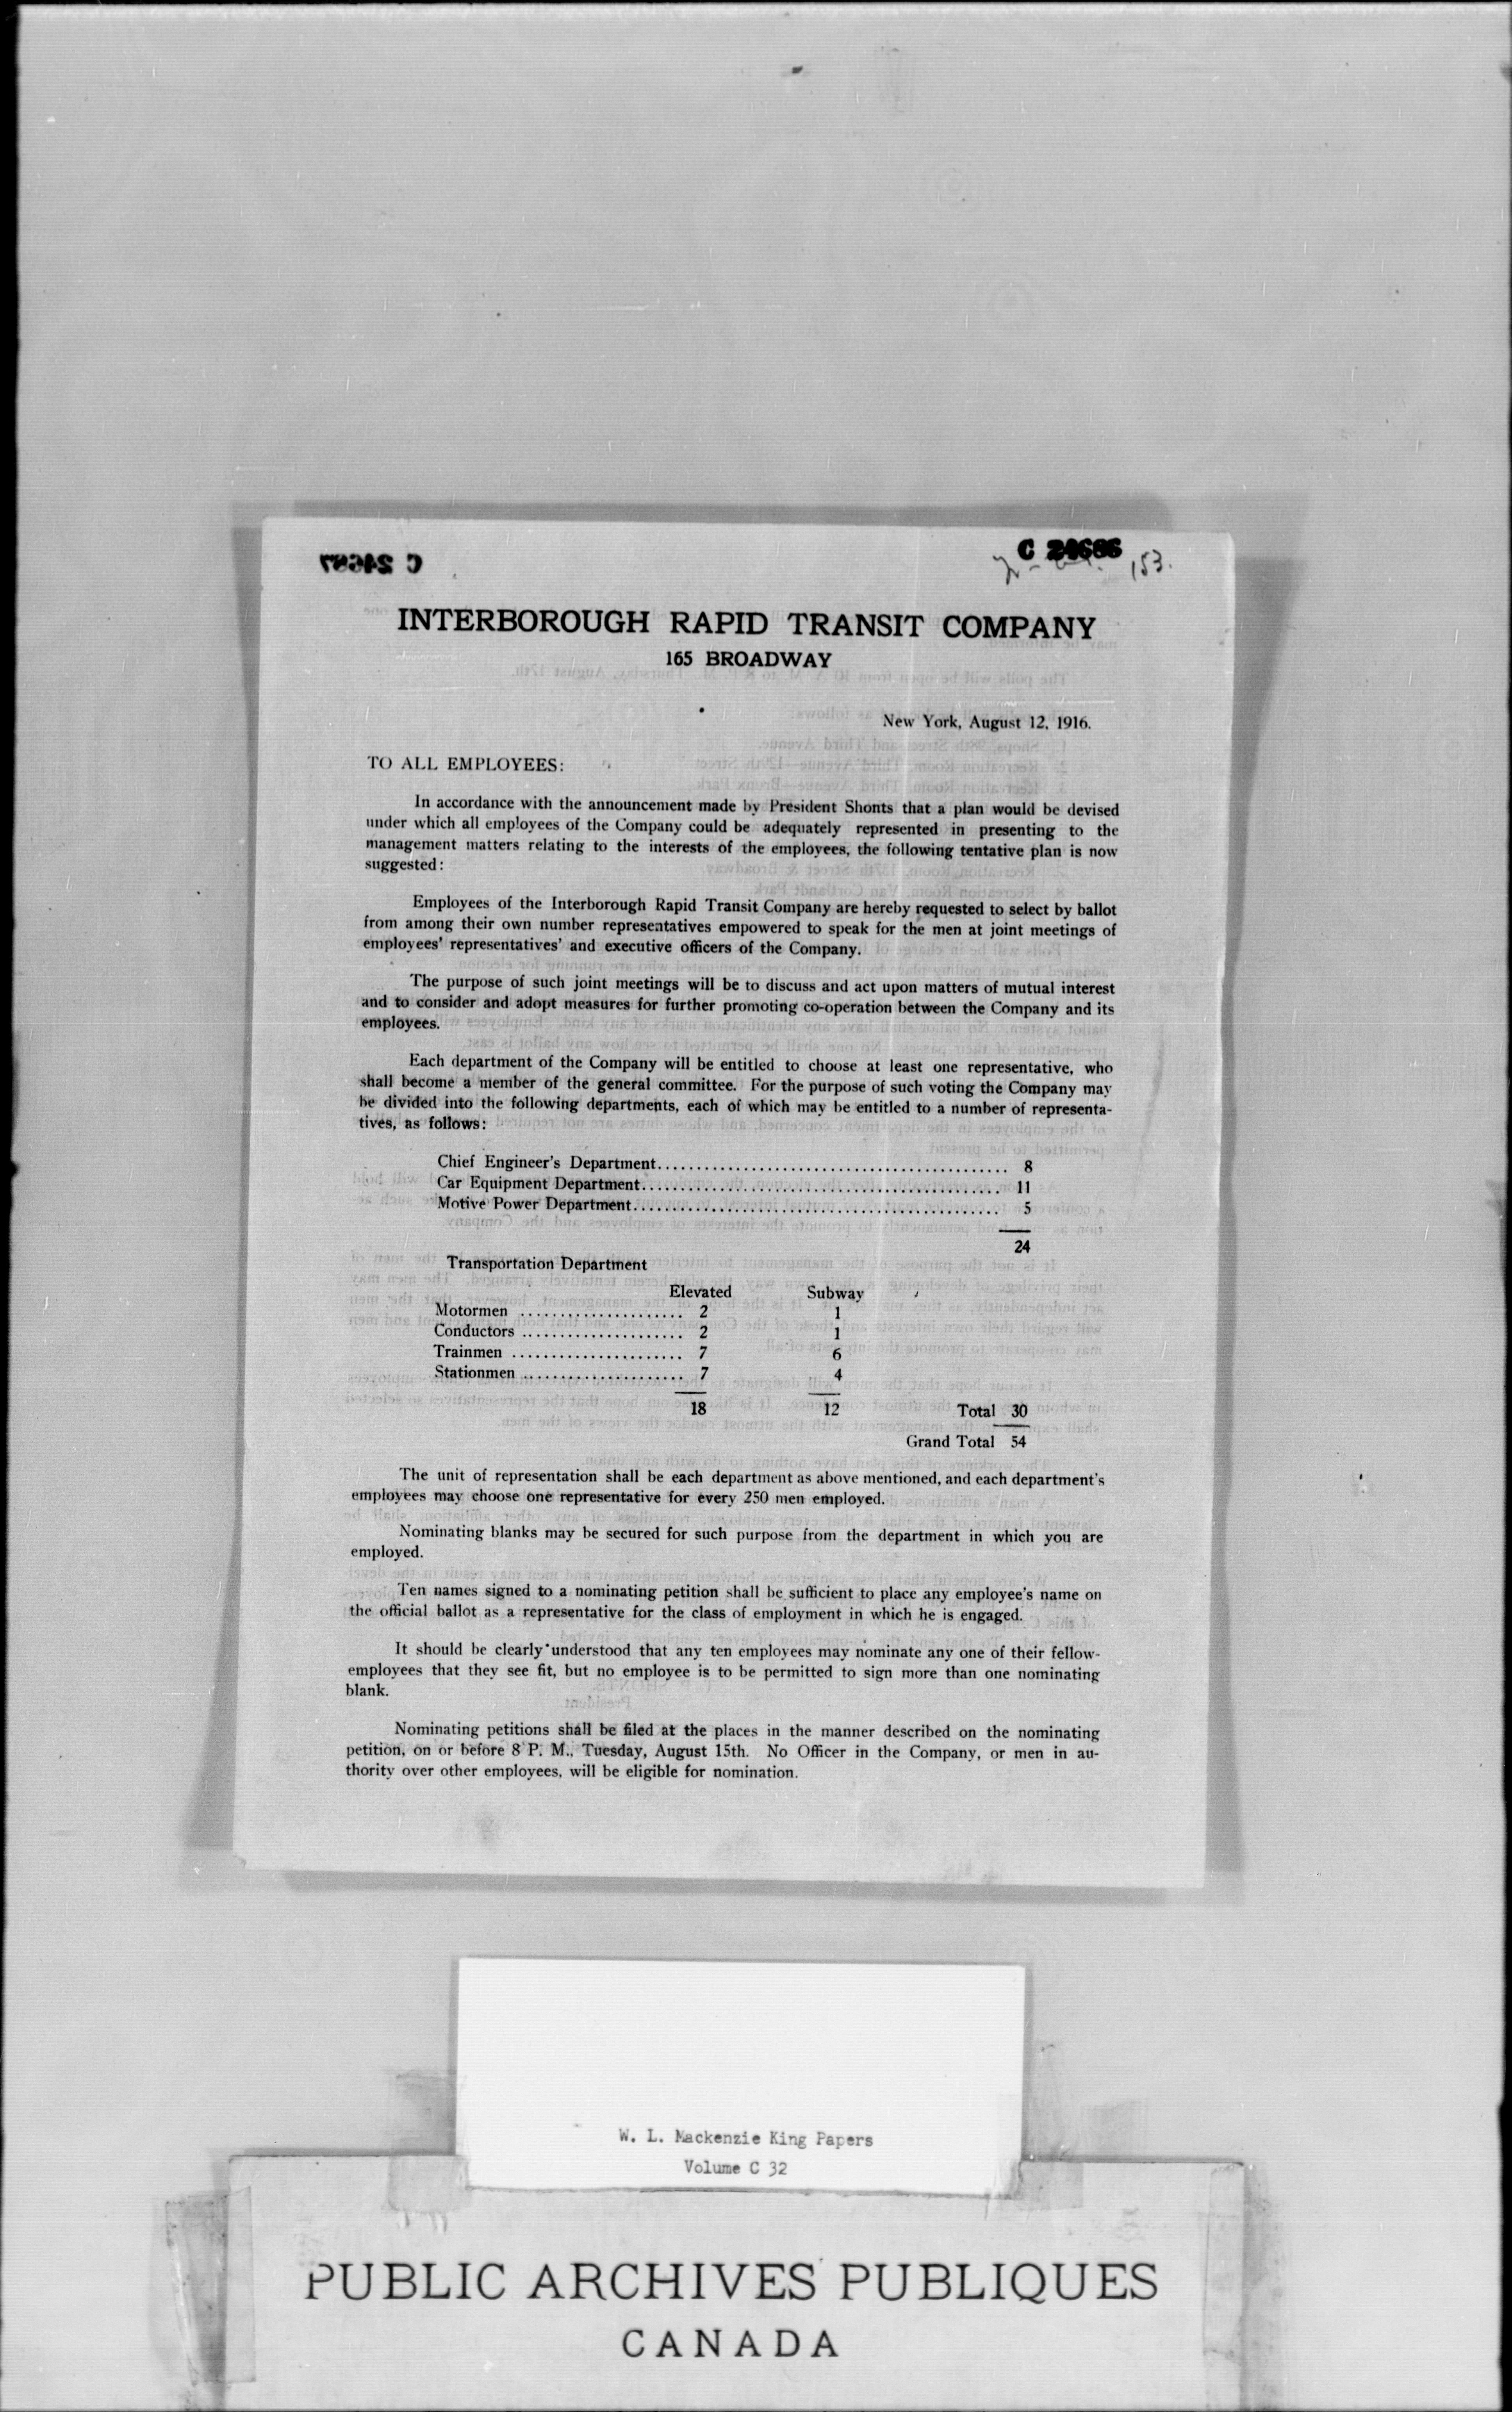 C 24686
153.
INTERBOROUGH RAPID TRANSIT COMPANY
165 BROADWAY
New York, August 12, 1916.
TO ALL EMPLOYEES:
In accordance with the announcement made by President Shonts that a plan would be devised
under which all employees of the Company could be adequately represented in presenting to the
management matters relating to the interests of the employees, the following tentative plan is now
suggested:
Employees of the Interborough Rapid Transit Company are hereby requested to select by ballot
from among their own number representatives empowered to speak for the men at joint meetings of
employees' representatives' and executive officers of the Company.
The purpose of such joint meetings will be to discuss and act upon matters of mutual interest
and to consider and adopt measures for further promoting co-operation between the Company and its
employees.
Each department of the Company will be entitled to choose at least one representative, who
shall become a member of the general committee. For the purpose of such voting the Company may
be divided into the following departments, each of which may be entitled to a number of representa-
tives, as follows:
Chief Engineer's Department............................................. 8
Car Equipment Department.............................................. 11
Motive Power Department............................................... 5
24
Transportation Department
Elevated Subway
Motormen ..................... 2 1
Conductors ..................... 2 1
Trainmen ...................... 7 6
Stationmen ..................... 7 4
18 12 Total 30
Grand Total 54
The unit of representation shall be each department as above mentioned, and each department's
employees may choose one representative for every 250 men employed.
Nominating blanks may be secured for such purpose from the department in which you are
employed.
Ten names signed to a nominating petition shall be sufficient to place any employee's name on
the official ballot as a representative for the class of employment in which he is engaged.
It should be clearly understood that any ten employees may nominate any one of their fellow-
employees that they see fit, but no employee is to be permitted to sign more than one nominating
blank.
Nominating petitions shall be filed at the places in the manner described on the nominating
petition, on or before 8 P. M., Tuesday, August 15th. No Officer in the Company, or men in au-
thority over other employees, will be eligible for nomination.
W. L. Mackenzie King Papers
Volume C 32
PUBLIC ARCHIVES PUBLIQUES
CANADA